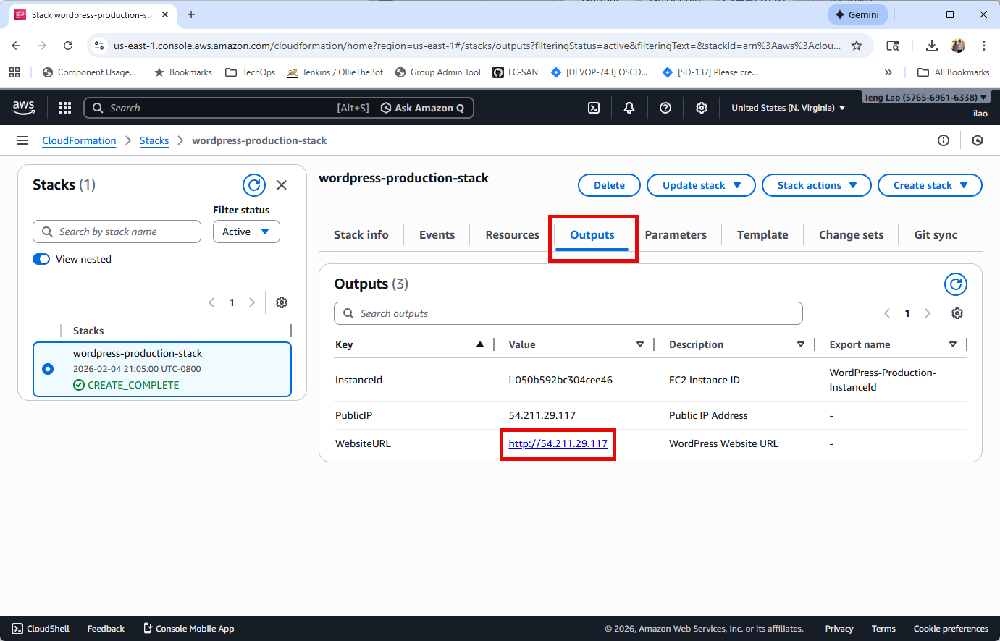 Stack wordpress-production-sta
Gemini
us-east-1.console.aws.amazon.com/cloudformation/home?region=us-east-1#/stacks/outputs?filteringStatus=active&filteringText=&stackId=arn%3Aaws%3Aclou...
Component Usage...
Bookmarks
TechOps
Jenkins / OllieTheBot
Group Admin Tool
FC-SAN
[DEVOP-743] OSCD...
[SD-137] Please cre...
All Bookmarks
aws
Search
[Alt+S]
Ask Amazon Q
United States (N. Virginia)
Ieng Lao (5765-6961-6338)
ilao
CloudFormation
Stacks
wordpress-production-stack
Stacks (1)
Filter status
Search by stack name
Active
View nested
1
Stacks
wordpress-production-stack
2026-02-04 21:05:00 UTC-0800
CREATE_COMPLETE
wordpress-production-stack
Delete
Update stack
Stack actions
Create stack
Stack info
Events
Resources
Outputs
Parameters
Template
Change sets
Git sync
Outputs (3)
Search outputs
1
Key Value Description Export name
InstanceId i-050b592bc304cee46 EC2 Instance ID WordPress-Production-
InstanceId
PublicIP 54.211.29.117 Public IP Address -
WebsiteURL http://54.211.29.117 WordPress Website URL -
CloudShell
Feedback
Console Mobile App
© 2026, Amazon Web Services, Inc. or its affiliates.
Privacy
Terms
Cookie preferences